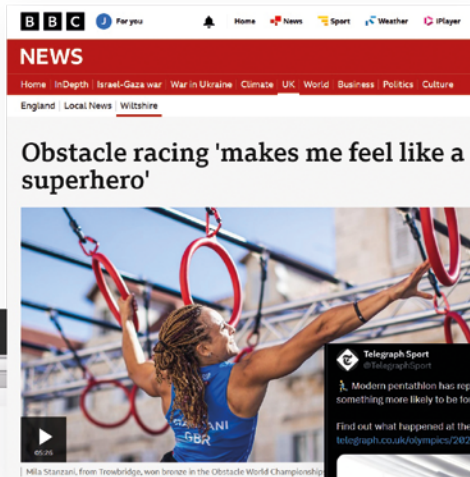 BBC
J For you
Home
News
Sport
Weather
iPlayer
NEWS
Home | InDepth | Israel-Gaza war | War in Ukraine | Climate | UK | World | Business | Politics | Culture
England | Local News | Wiltshire
Obstacle racing 'makes me feel like a
superhero'
GBR
05:26
Mila Stanzani, from Trowbridge, won bronze in the Obstacle World Championship
Telegraph Sport
@TelegraphSport
Modern pentathlon has rep
something more likely to be fo
Find out what happened at the
telegraph.co.uk/olympics/202